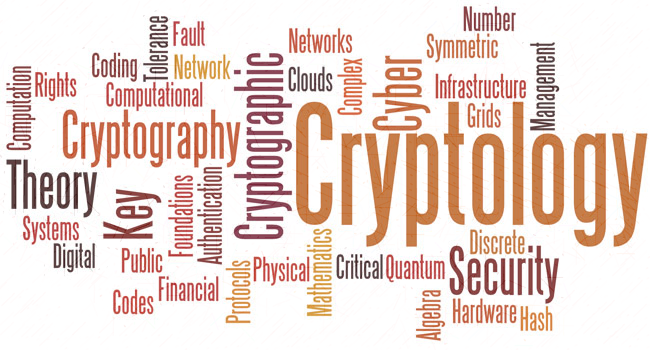 Number
Fault
Tolerance
Networks
Symmetric
Coding
Network
Cryptographic
Clouds
Complex
Cyber
Management
Computation
Rights
Infrastructure
Computational
Grids
Cryptography
Cryptology
Theory
Key
Foundations
Authentication
Systems
Digital
Public
Discrete
Protocols
Physical
Mathematics
Critical
Quantum
Security
Codes
Financial
Algebra
Hardware
Hash